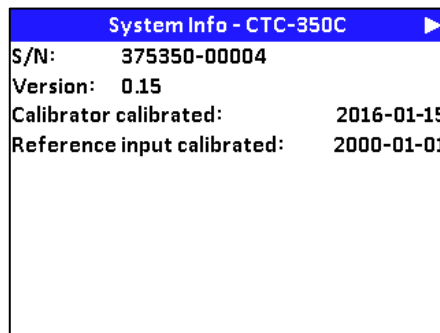 System Info - CTC-350C
S/N: 375350-00004
Version: 0.15
Calibrator calibrated: 2016-01-15
Reference input calibrated: 2000-01-01